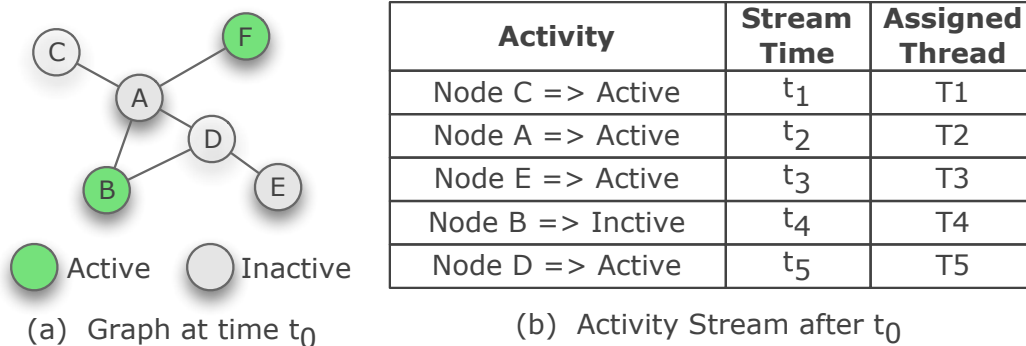 C
F
A
D
B
E
Active
Inactive
(a) Graph at time t0
Activity
Stream Time
Assigned Thread
Node C => Active
t1
T1
Node A => Active
t2
T2
Node E => Active
t3
T3
Node B => Inctive
t4
T4
Node D => Active
t5
T5
(b) Activity Stream after t0